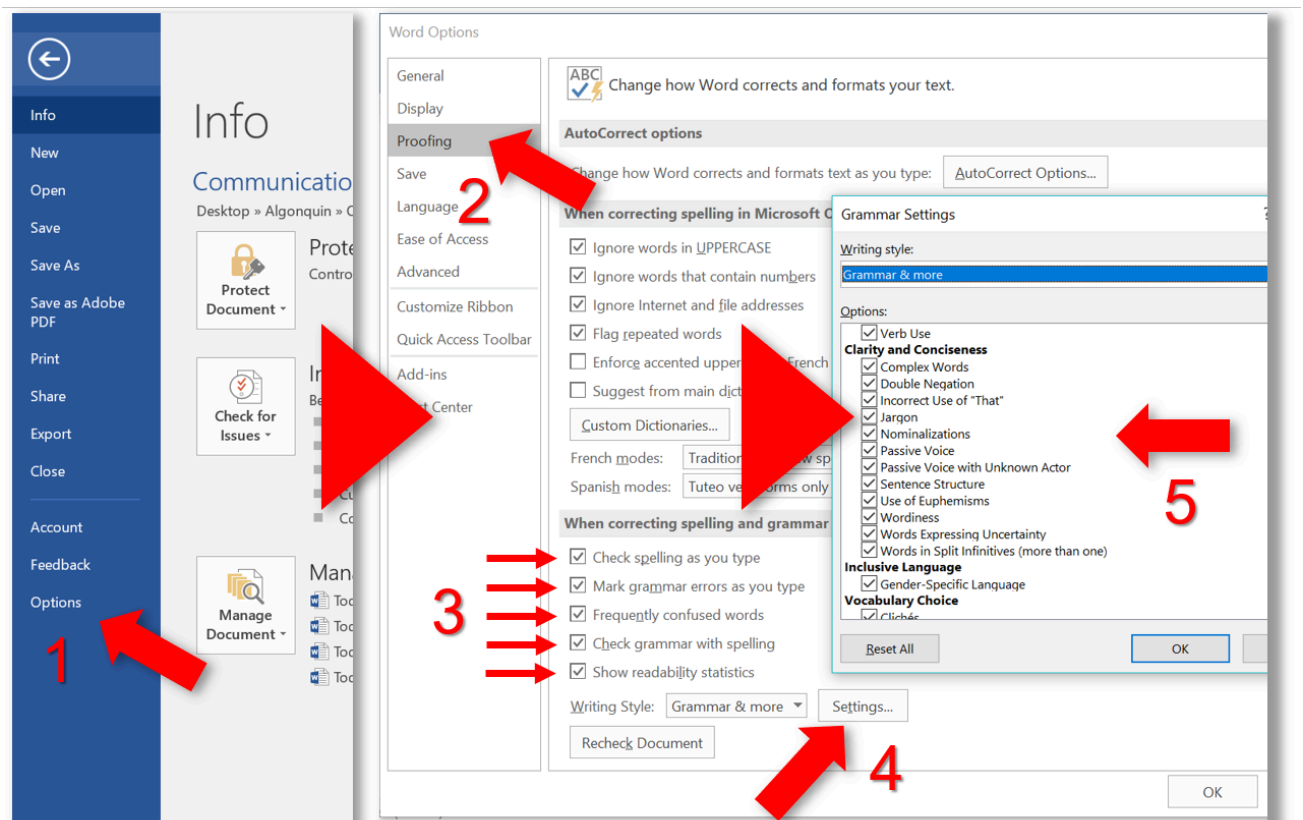 Info
New
Open
Save
Save As
Save as Adobe
PDF
Print
Share
Export
Close
Account
Feedback
Options
1
Info
Communicatio
Desktop » Algonquin » C
Protect
Document
Prote
Contro
Check for
Issues
In
Be
Cu
Co
Manage
Document
Man
Too
Too
Too
Too
Word Options
General
Display
Proofing
Save
Language
Ease of Access
Advanced
Customize Ribbon
Quick Access Toolbar
Add-ins
Center
2
ABC
Change how Word corrects and formats your text.
AutoCorrect options
Change how Word corrects and formats text as you type:
AutoCorrect Options...
When correcting spelling in Microsoft O
Ignore words in UPPERCASE
Ignore words that contain numbers
Ignore Internet and file addresses
Flag repeated words
Enforce accented upper French
Suggest from main dict
Custom Dictionaries...
French modes: Tradition w sp
Spanish modes: Tuteo ve rms only
When correcting spelling and grammar
3
Check spelling as you type
Mark grammar errors as you type
Frequently confused words
Check grammar with spelling
Show readability statistics
Writing Style: Grammar & more Settings...
Recheck Document
4
OK
Grammar Settings
?
Writing style:
Grammar & more
Options:
Verb Use
Clarity and Conciseness
Complex Words
Double Negation
Incorrect Use of "That"
Jargon
Nominalizations
Passive Voice
Passive Voice with Unknown Actor
Sentence Structure
Use of Euphemisms
Wordiness
Words Expressing Uncertainty
Words in Split Infinitives (more than one)
Inclusive Language
Gender-Specific Language
Vocabulary Choice
Clichés
5
Reset All
OK